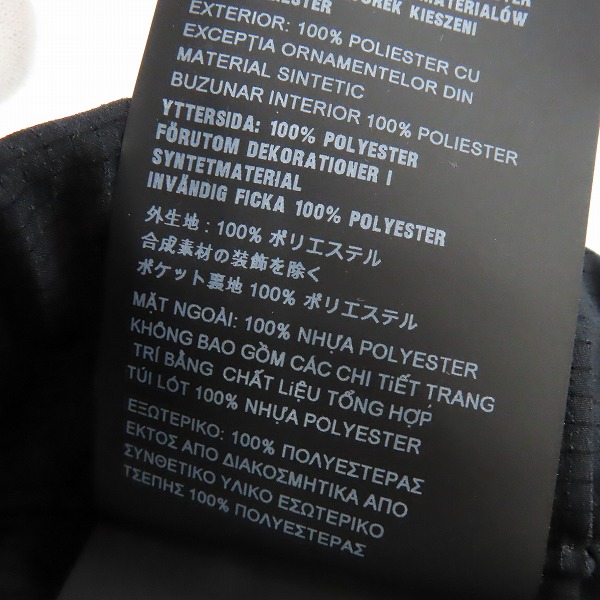 MATERIAŁÓW
KIESZENI
EXTERIOR: 100% POLIESTER CU
EXCEPȚIA ORNAMENTELOR DIN
MATERIAL SINTETIC
BUZUNAR INTERIOR 100% POLIESTER
YTTERSIDA: 100% POLYESTER
FÖRUTOM DEKORATIONER I
SYNTETMATERIAL
INVÄNDIG FICKA 100% POLYESTER
外生地：100% ポリエステル
合成素材の装飾を除く
ポケット裏地 100% ポリエステル
MẶT NGOÀI: 100% NHỰA POLYESTER
KHÔNG BAO GỒM CÁC CHI TIẾT TRANG
TRÍ BẰNG CHẤT LIỆU TỔNG HỢP
TÚI LÓT 100% NHỰA POLYESTER
ΕΞΩΤΕΡΙΚΟ: 100% ΠΟΛΥΕΣΤΕΡΑΣ
ΕΚΤΟΣ ΑΠΟ ΔΙΑΚΟΣΜΗΤΙΚΑ ΑΠΟ
ΣΥΝΘΕΤΙΚΟ ΥΛΙΚΟ ΕΣΩΤΕΡΙΚΟ
ΤΣΕΠΗΣ 100% ΠΟΛΥΕΣΤΕΡΑΣ